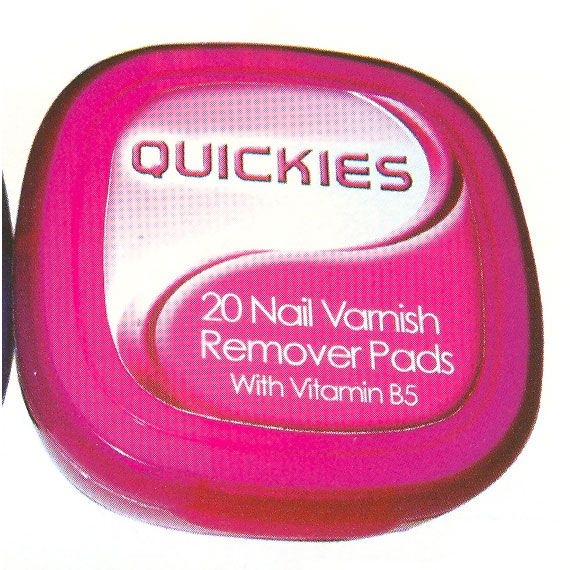 QUICKIES
20 Nail Varnish
Remover Pads
With Vitamin B5